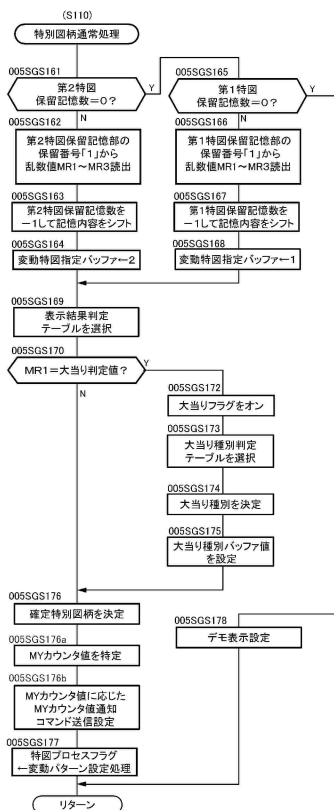 (S110)
特別図柄通常処理
005SGS161
第2特図
保留記憶数=0?
Y
N
005SGS165
第1特図
保留記憶数=0?
Y
N
005SGS162
第2特図保留記憶部の
保留番号「1」から
乱数値MR1〜MR3読出
005SGS166
第1特図保留記憶部の
保留番号「1」から
乱数値MR1〜MR3読出
005SGS163
第2特図保留記憶数を
-1して記憶内容をシフト
005SGS167
第1特図保留記憶数を
-1して記憶内容をシフト
005SGS164
変動特図指定バッファ←2
005SGS168
変動特図指定バッファ←1
005SGS169
表示結果判定
テーブルを選択
005SGS170
MR1=大当り判定値?
Y
N
005SGS172
大当りフラグをオン
005SGS173
大当り種別判定
テーブルを選択
005SGS174
大当り種別を決定
005SGS175
大当り種別バッファ値
を設定
005SGS176
確定特別図柄を決定
005SGS178
デモ表示設定
005SGS176a
MYカウンタ値を特定
005SGS176b
MYカウンタ値に応じた
MYカウンタ値通知
コマンド送信設定
005SGS177
特図プロセスフラグ
←変動パターン設定処理
リターン